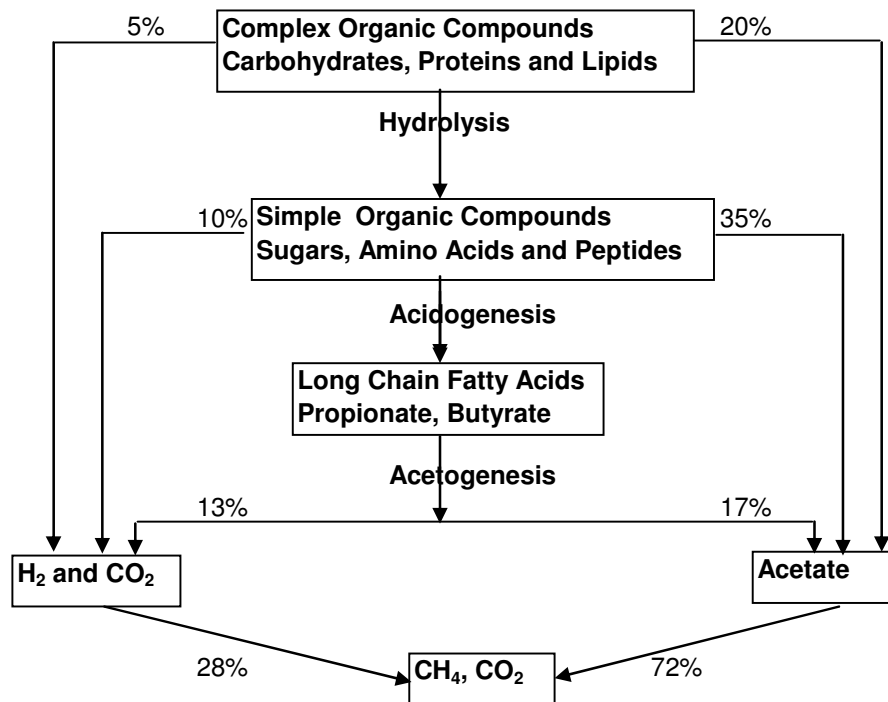 5%
Complex Organic Compounds
Carbohydrates, Proteins and Lipids
20%
Hydrolysis
10%
Simple Organic Compounds
Sugars, Amino Acids and Peptides
35%
Acidogenesis
Long Chain Fatty Acids
Propionate, Butyrate
Acetogenesis
13%
17%
H₂ and CO₂
Acetate
28%
CH₄, CO₂
72%